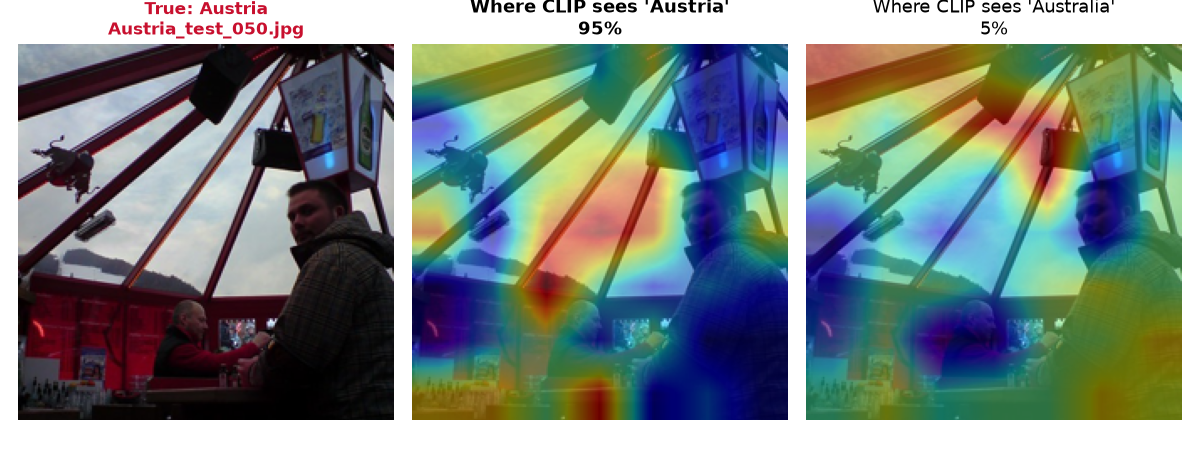 True: Austria
Austria_test_050.jpg
Where CLIP sees 'Austria'
95%
Where CLIP sees 'Australia'
5%